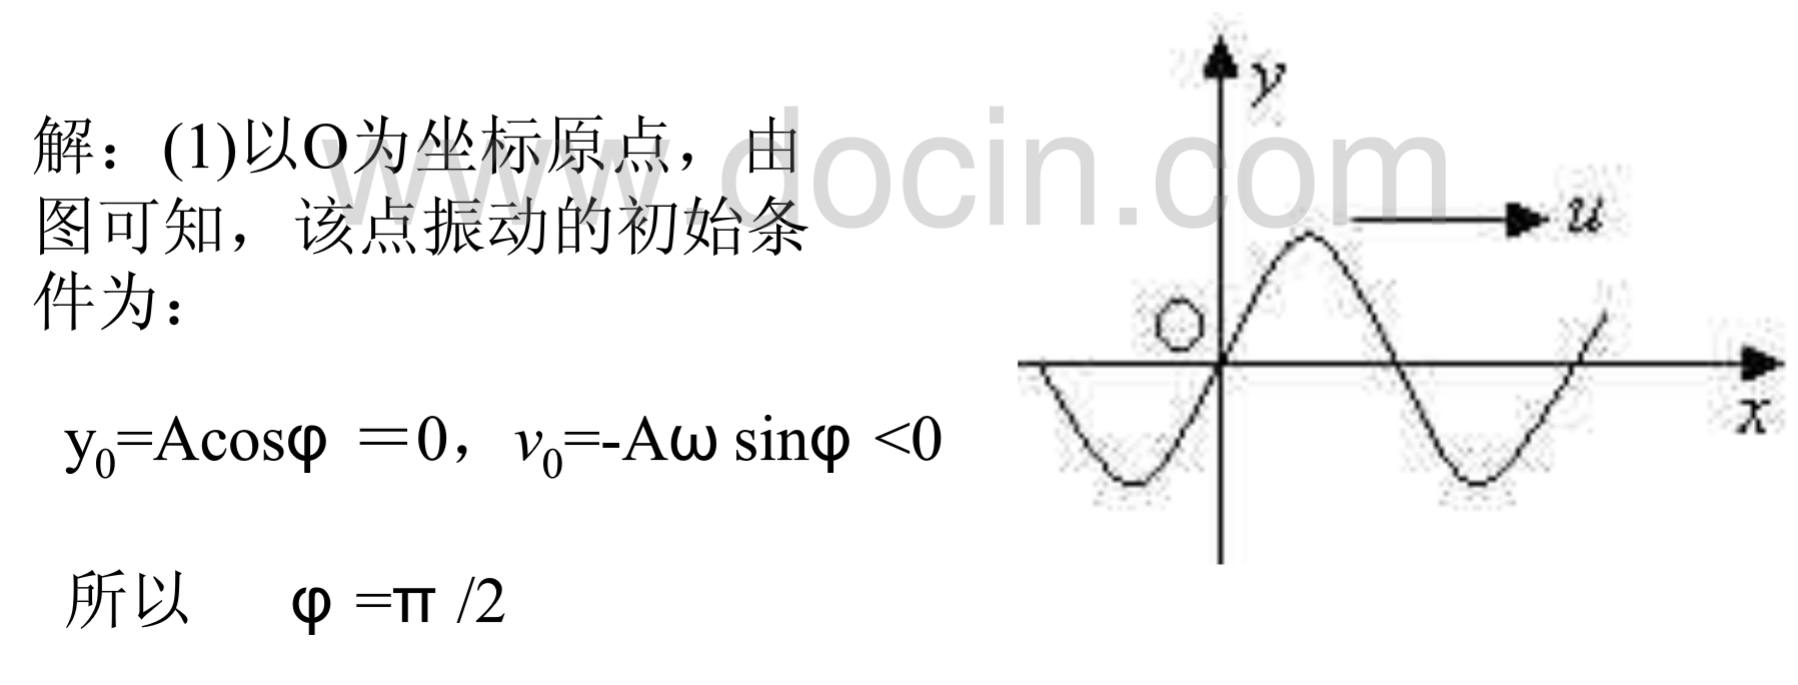 解：(1)以O为坐标原点，由
图可知，该点振动的初始条
件为：
y₀=Acosφ ＝0，v₀=-Aω sinφ <0
所以 φ =π /2
www.docin.com
y
u
O
x